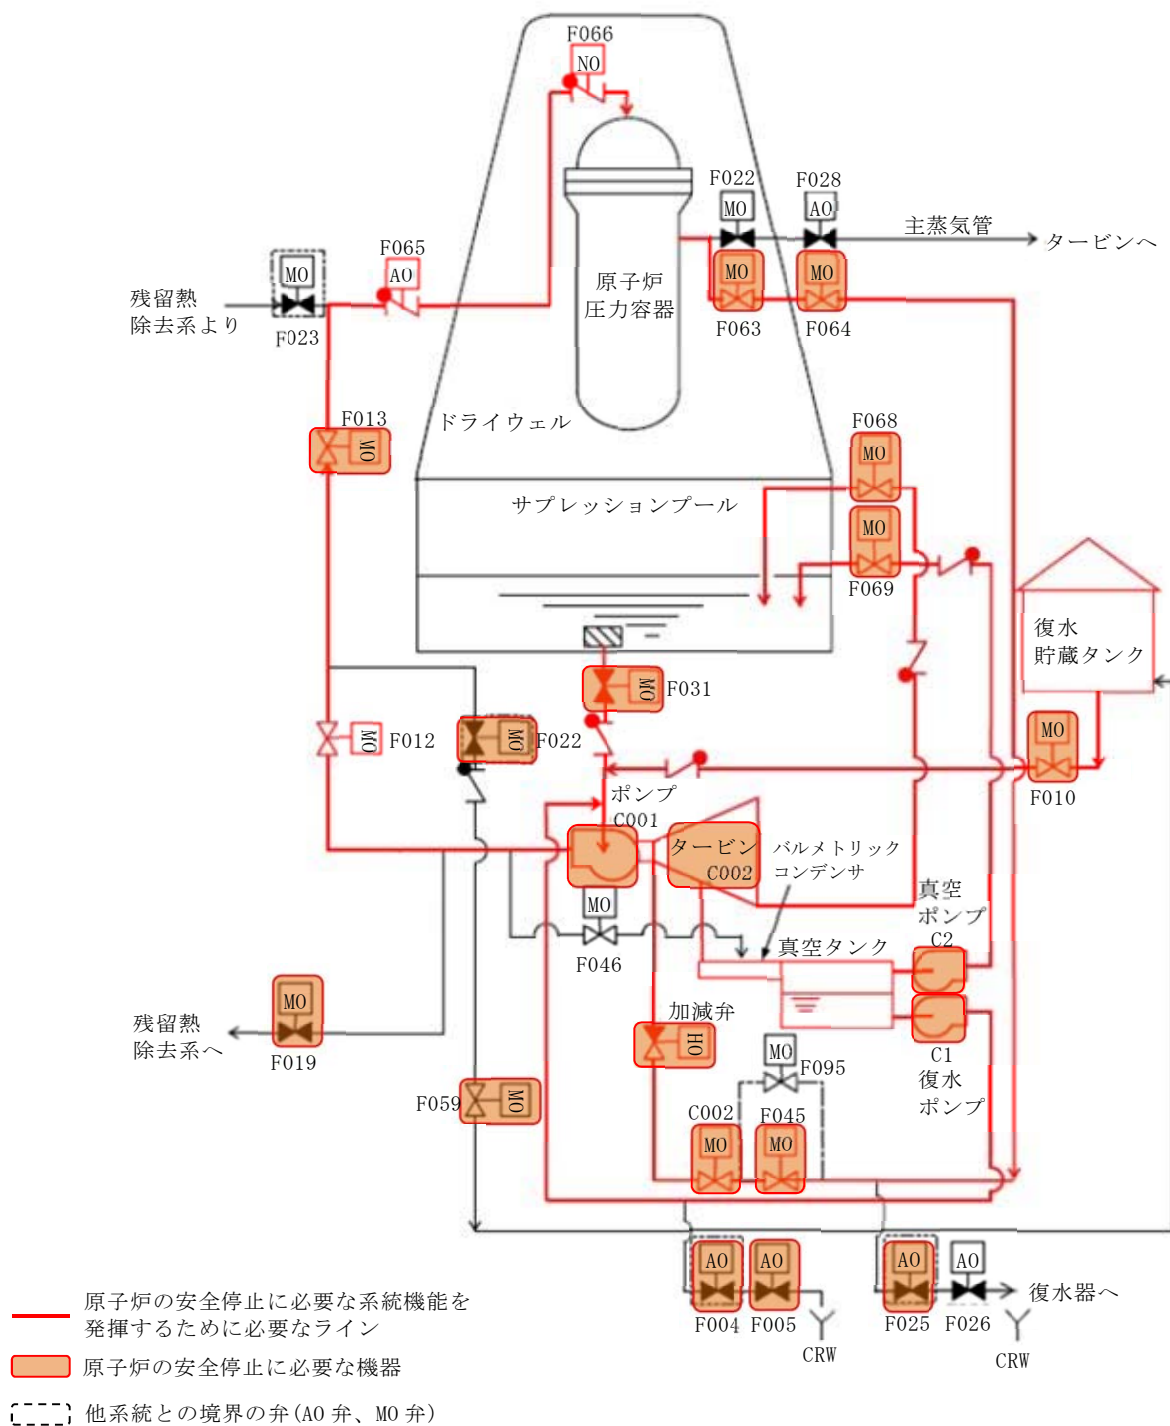 F066
NO
F022
F028
MO
AO
主蒸気管
タービンへ
F065
AO
MO
残留熱
除去系より
F023
原子炉
圧力容器
MO
MO
F063
F064
F013
MO
ドライウェル
F068
MO
サプレッションプール
MO
F069
復水
貯蔵タンク
MO
F031
F012
MO
MO
F022
MO
F010
ポンプ
C001
タービン
C002
バルメトリック
コンデンサ
MO
F046
真空
ポンプ
C2
真空タンク
残留熱
除去系へ
MO
F019
加減弁
HO
C1
復水
ポンプ
MO
F095
F059
MO
C002
F045
MO
MO
AO
AO
F004
F005
CRW
AO
AO
F025
F026
復水器へ
CRW
原子炉の安全停止に必要な系統機能を
発揮するために必要なライン
原子炉の安全停止に必要な機器
他系統との境界の弁(AO 弁、MO 弁)